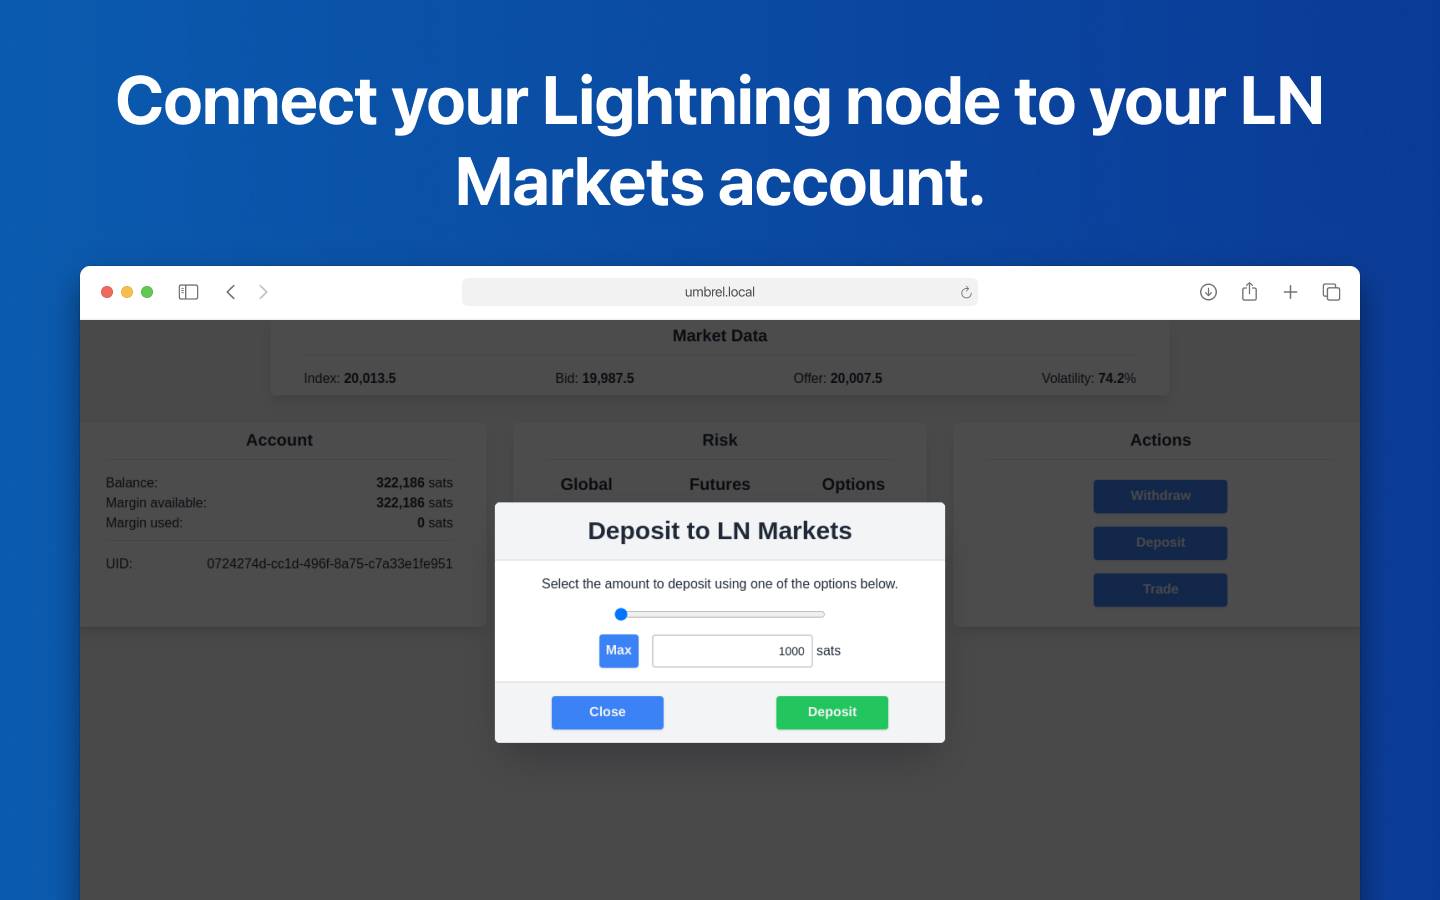 Connect your Lightning node to your LN
Markets account.
umbrel.local
Market Data
Index: 20,013.5 Bid: 19,987.5 Offer: 20,007.5 Volatility: 74.2%
Account
Balance: 322,186 sats
Margin available: 322,186 sats
Margin used: 0 sats
UID: 0724274d-cc1d-496f-8a75-c7a33e1fe951
Risk
Global Futures Options
Actions
Withdraw
Deposit
Trade
Deposit to LN Markets
Select the amount to deposit using one of the options below.
Max 1000 sats
Close Deposit